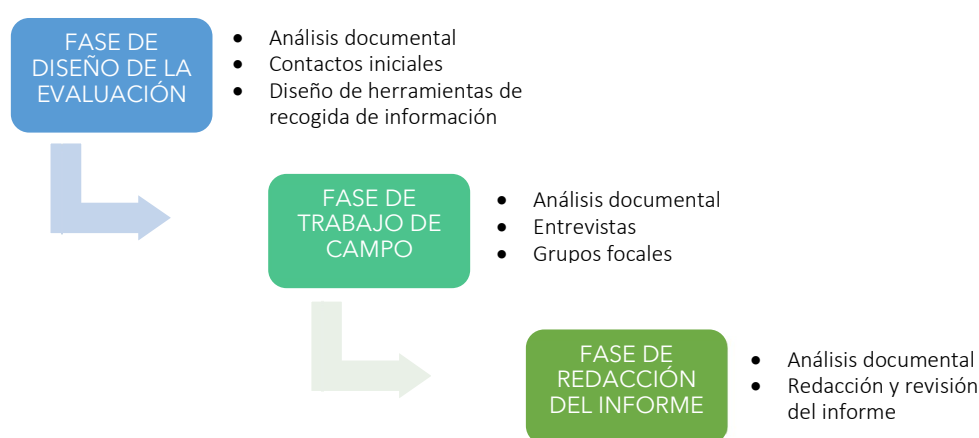 FASE DE
DISEÑO DE LA
EVALUACIÓN
• Análisis documental
• Contactos iniciales
• Diseño de herramientas de
recogida de información
FASE DE
TRABAJO DE
CAMPO
• Análisis documental
• Entrevistas
• Grupos focales
FASE DE
REDACCIÓN
DEL INFORME
• Análisis documental
• Redacción y revisión
del informe